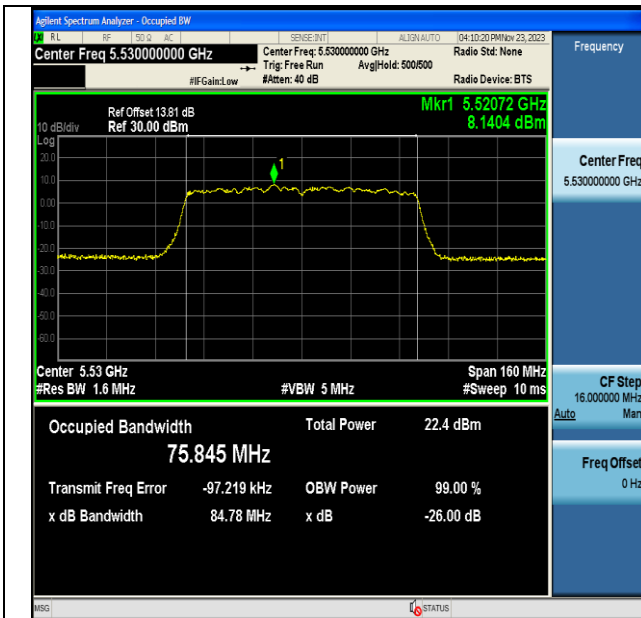 Agilent Spectrum Analyzer - Occupied BW
RL RF 50 Ω AC SENSE:INT ALIGN AUTO 04:10:20 PM Nov 23, 2023
Center Freq 5.530000000 GHz
Center Freq: 5.530000000 GHz Radio Std: None
Trig: Free Run Avg|Hold: 500/500
#IFGain:Low #Atten: 40 dB Radio Device: BTS
Ref Offset 13.81 dB Mkr1 5.52072 GHz
10 dB/div Ref 30.00 dBm 8.1404 dBm
Log
20.0
1
10.0
0.00
-10.0
-20.0
-30.0
-40.0
-50.0
-60.0
Center 5.53 GHz Span 160 MHz
#Res BW 1.6 MHz #VBW 5 MHz #Sweep 10 ms
Occupied Bandwidth Total Power 22.4 dBm
75.845 MHz
Transmit Freq Error -97.219 kHz OBW Power 99.00 %
x dB Bandwidth 84.78 MHz x dB -26.00 dB
MSG STATUS
Frequency
Center Freq
5.530000000 GHz
CF Step
16.000000 MHz
Auto Man
Freq Offset
0 Hz